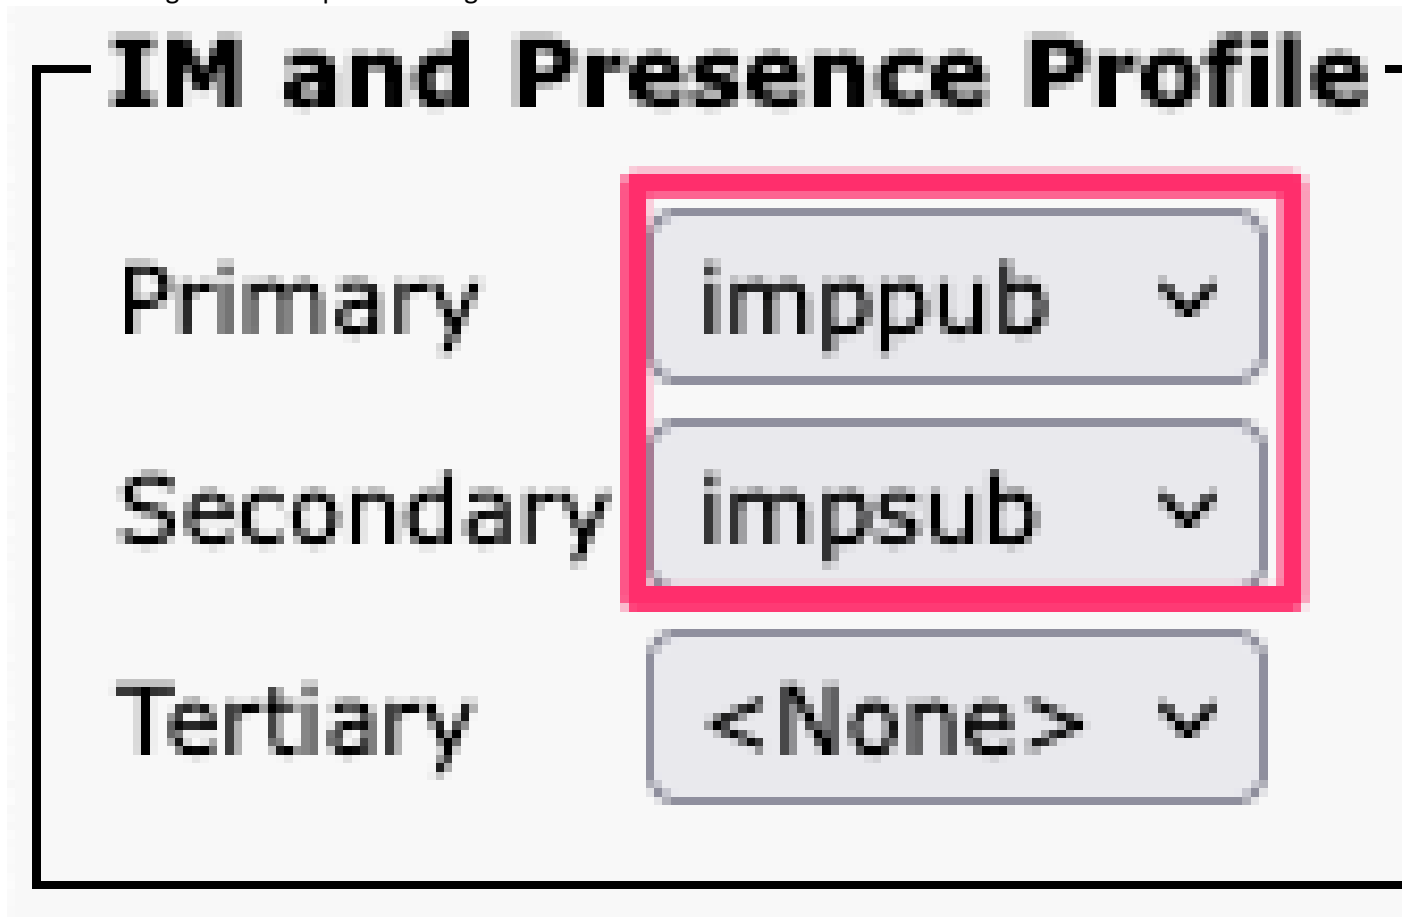 IM and Presence Profile
Primary imppub
Secondary impsub
Tertiary <None>